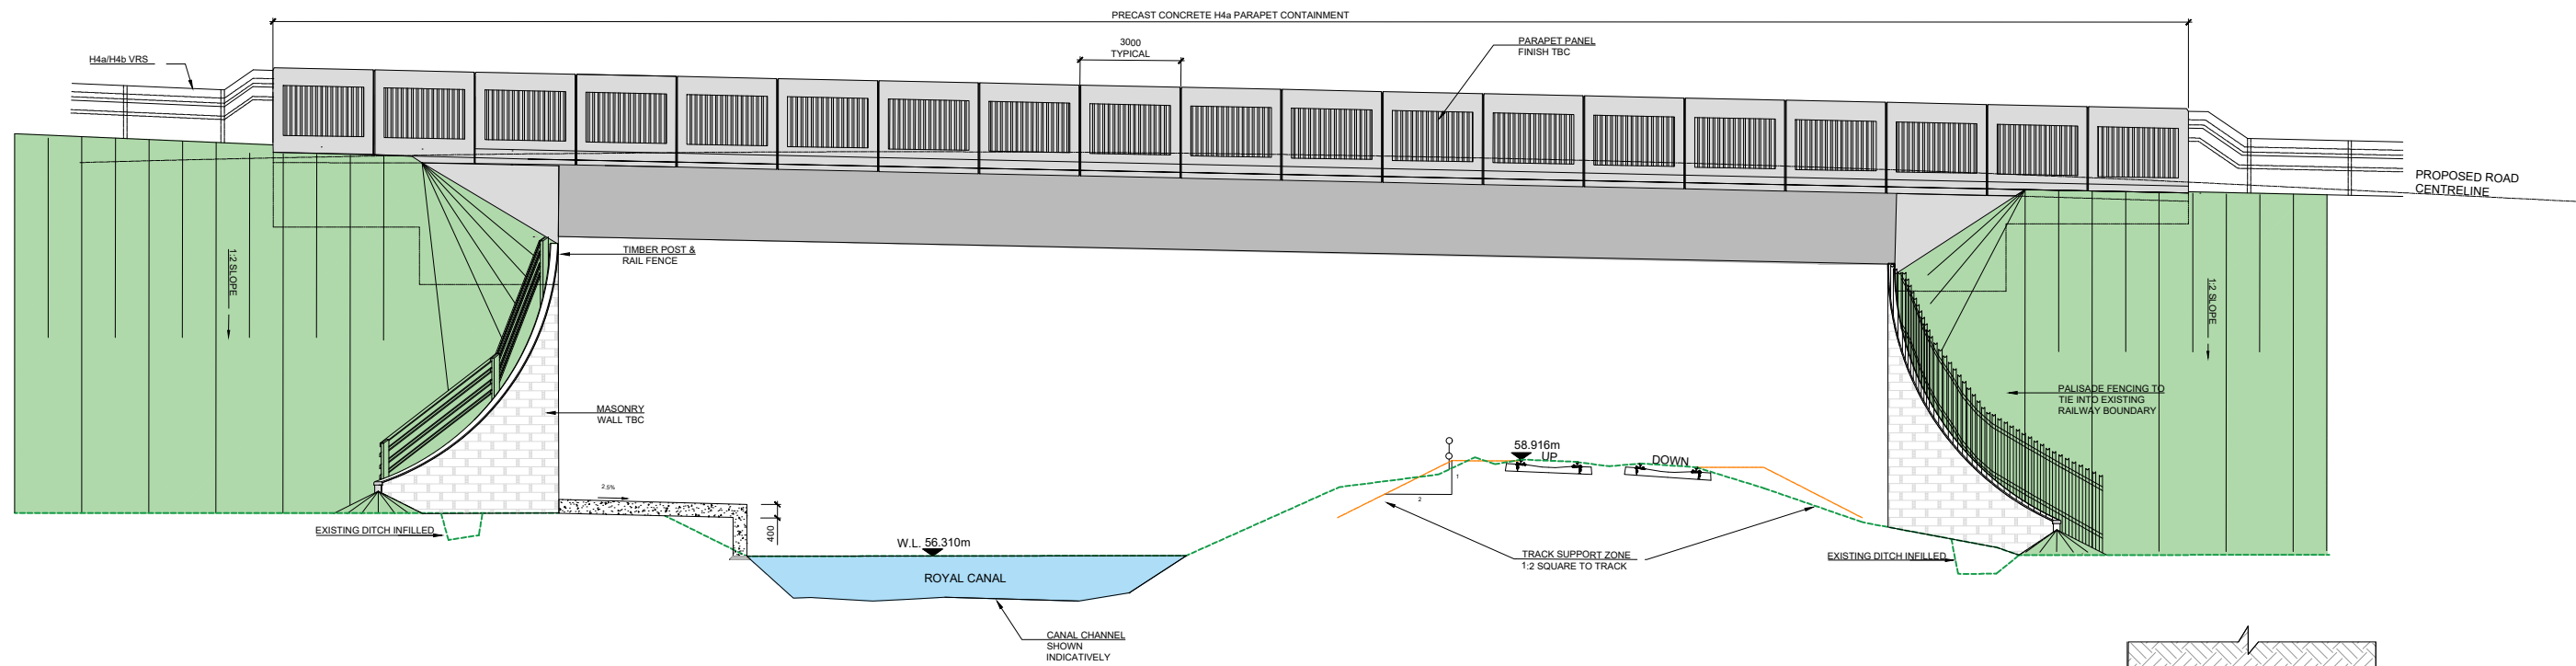 PRECAST CONCRETE H4a PARAPET CONTAINMENT
H4a/H4b VRS
3000
TYPICAL
PARAPET PANEL
FINISH TBC
PROPOSED ROAD
CENTRELINE
1:2 SLOPE
TIMBER POST &
RAIL FENCE
1:2 SLOPE
MASONRY
WALL TBC
PALISADE FENCING TO
TIE INTO EXISTING
RAILWAY BOUNDARY
58.916m
UP
DOWN
1
2
2.5%
400
EXISTING DITCH INFILLED
W.L. 56.310m
ROYAL CANAL
TRACK SUPPORT ZONE
1:2 SQUARE TO TRACK
EXISTING DITCH INFILLED
CANAL CHANNEL
SHOWN
INDICATIVELY